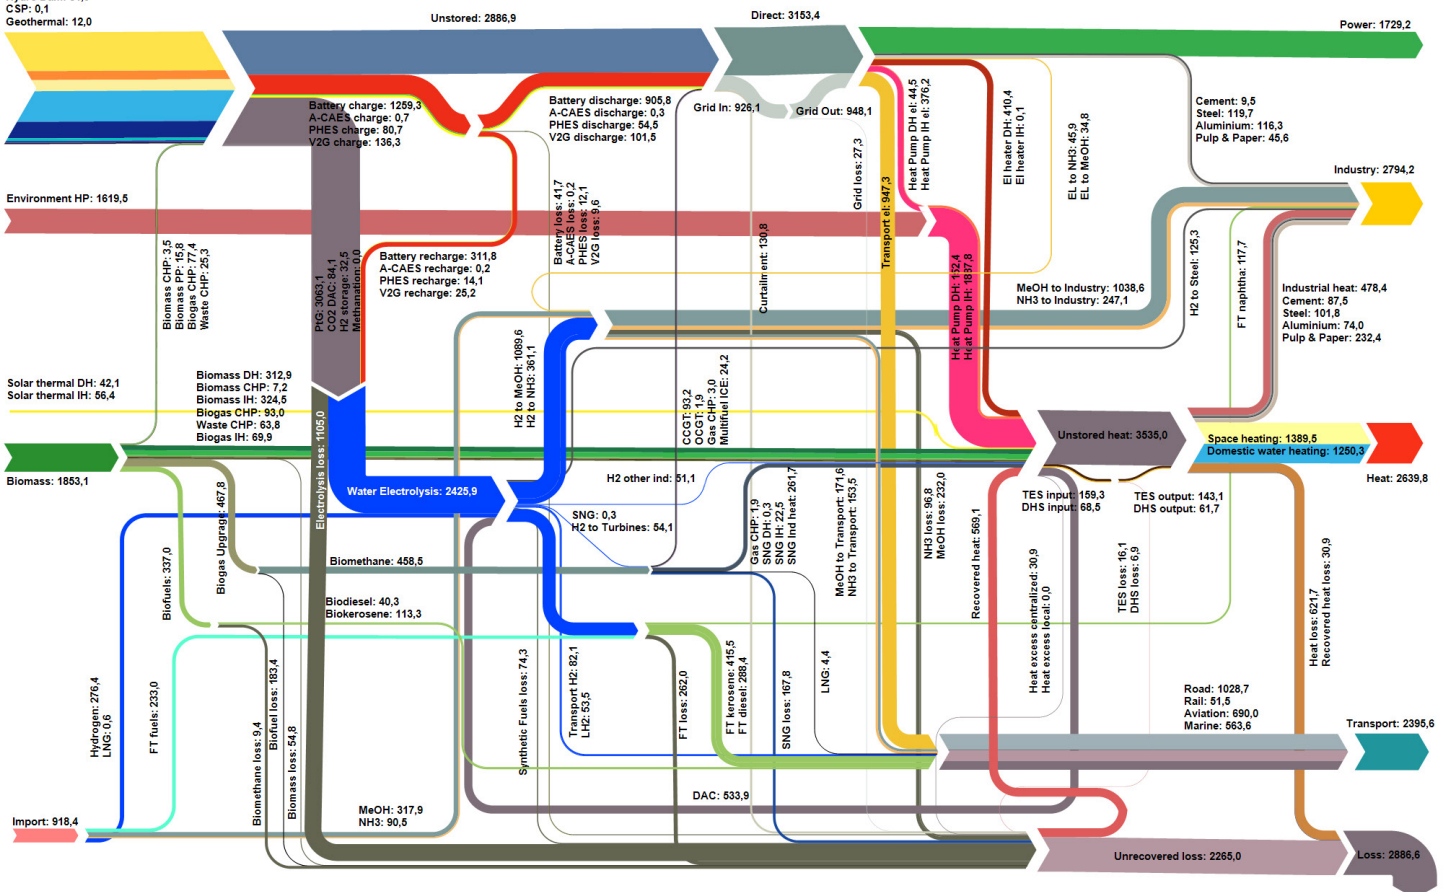 CSP: 0,1
Geothermal: 12,0
Unstored: 2886,9
Direct: 3153,4
Power: 1729,2
Battery charge: 1259,3
A-CAES charge: 0,7
PHES charge: 80,7
V2G charge: 136,3
Battery discharge: 905,8
A-CAES discharge: 0,3
PHES discharge: 54,5
V2G discharge: 101,5
Grid In: 926,1
Grid Out: 948,1
Heat Pump DH el: 44,5
Heat Pump IH el: 376,2
El heater DH: 410,4
El heater IH: 0,1
EL to NH3: 45,9
EL to MeOH: 34,8
Cement: 9,5
Steel: 119,7
Aluminium: 116,3
Pulp & Paper: 45,6
Industry: 2794,2
Grid loss: 27,3
Transport el: 947,3
Environment HP: 1619,5
Battery loss: 41,7
A-CAES loss: 0,2
PHES loss: 12,1
V2G loss: 9,6
Curtailment: 130,8
Biomass CHP: 3,5
Biomass PP: 15,8
Biogas CHP: 77,4
Waste CHP: 25,3
PtG: 3063,1
CO2 DAC: 84,1
H2 storage: 32,5
Methanation: 0,0
Battery recharge: 311,8
A-CAES recharge: 0,2
PHES recharge: 14,1
V2G recharge: 25,2
Heat Pump DH: 152,4
Heat Pump IH: 1887,8
MeOH to Industry: 1038,6
NH3 to Industry: 247,1
H2 to Steel: 125,3
FT naphtha: 117,7
Industrial heat: 478,4
Cement: 87,5
Steel: 101,8
Aluminium: 74,0
Pulp & Paper: 232,4
Solar thermal DH: 42,1
Solar thermal IH: 56,4
Biomass DH: 312,9
Biomass CHP: 7,2
Biomass IH: 324,5
Biogas CHP: 93,0
Waste CHP: 63,8
Biogas IH: 69,9
H2 to MeOH: 1089,6
H2 to NH3: 361,1
CCGT: 93,2
OCGT: 1,9
Gas CHP: 3,0
Multifuel ICE: 24,2
Electrolysis loss: 1105,0
Unstored heat: 3535,0
Space heating: 1389,5
Domestic water heating: 1250,3
Heat: 2639,8
Biomass: 1853,1
Water Electrolysis: 2425,9
H2 other ind: 51,1
TES input: 159,3
DHS input: 68,5
TES output: 143,1
DHS output: 61,7
SNG: 0,3
H2 to Turbines: 54,1
Gas CHP: 1,9
SNG DH: 0,3
SNG IH: 22,5
SNG Ind heat: 261,7
MeOH to Transport: 171,6
NH3 to Transport: 153,5
NH3 loss: 96,8
MeOH loss: 232,0
Recovered heat: 569,1
Biofuels: 337,0
Biogas Upgrag: 467,8
Biomethane: 458,5
Biodiesel: 40,3
Biokerosene: 113,3
Heat excess centralized: 30,9
Heat excess local: 0,0
TES loss: 16,1
DHS loss: 6,9
Heat loss: 621,7
Recovered heat loss: 30,9
Hydrogen: 276,4
LNG: 0,6
FT fuels: 233,0
Biomethane loss: 9,4
Biofuel loss: 183,4
Biomass loss: 54,8
Synthetic Fuels loss: 74,3
Transport H2: 82,1
LH2: 53,5
FT loss: 262,0
FT kerosene: 415,5
FT diesel: 288,4
SNG loss: 167,8
LNG: 4,4
Road: 1028,7
Rail: 51,5
Aviation: 690,0
Marine: 563,6
Transport: 2395,6
DAC: 533,9
Import: 918,4
MeOH: 317,9
NH3: 90,5
Unrecovered loss: 2265,0
Loss: 2886,6